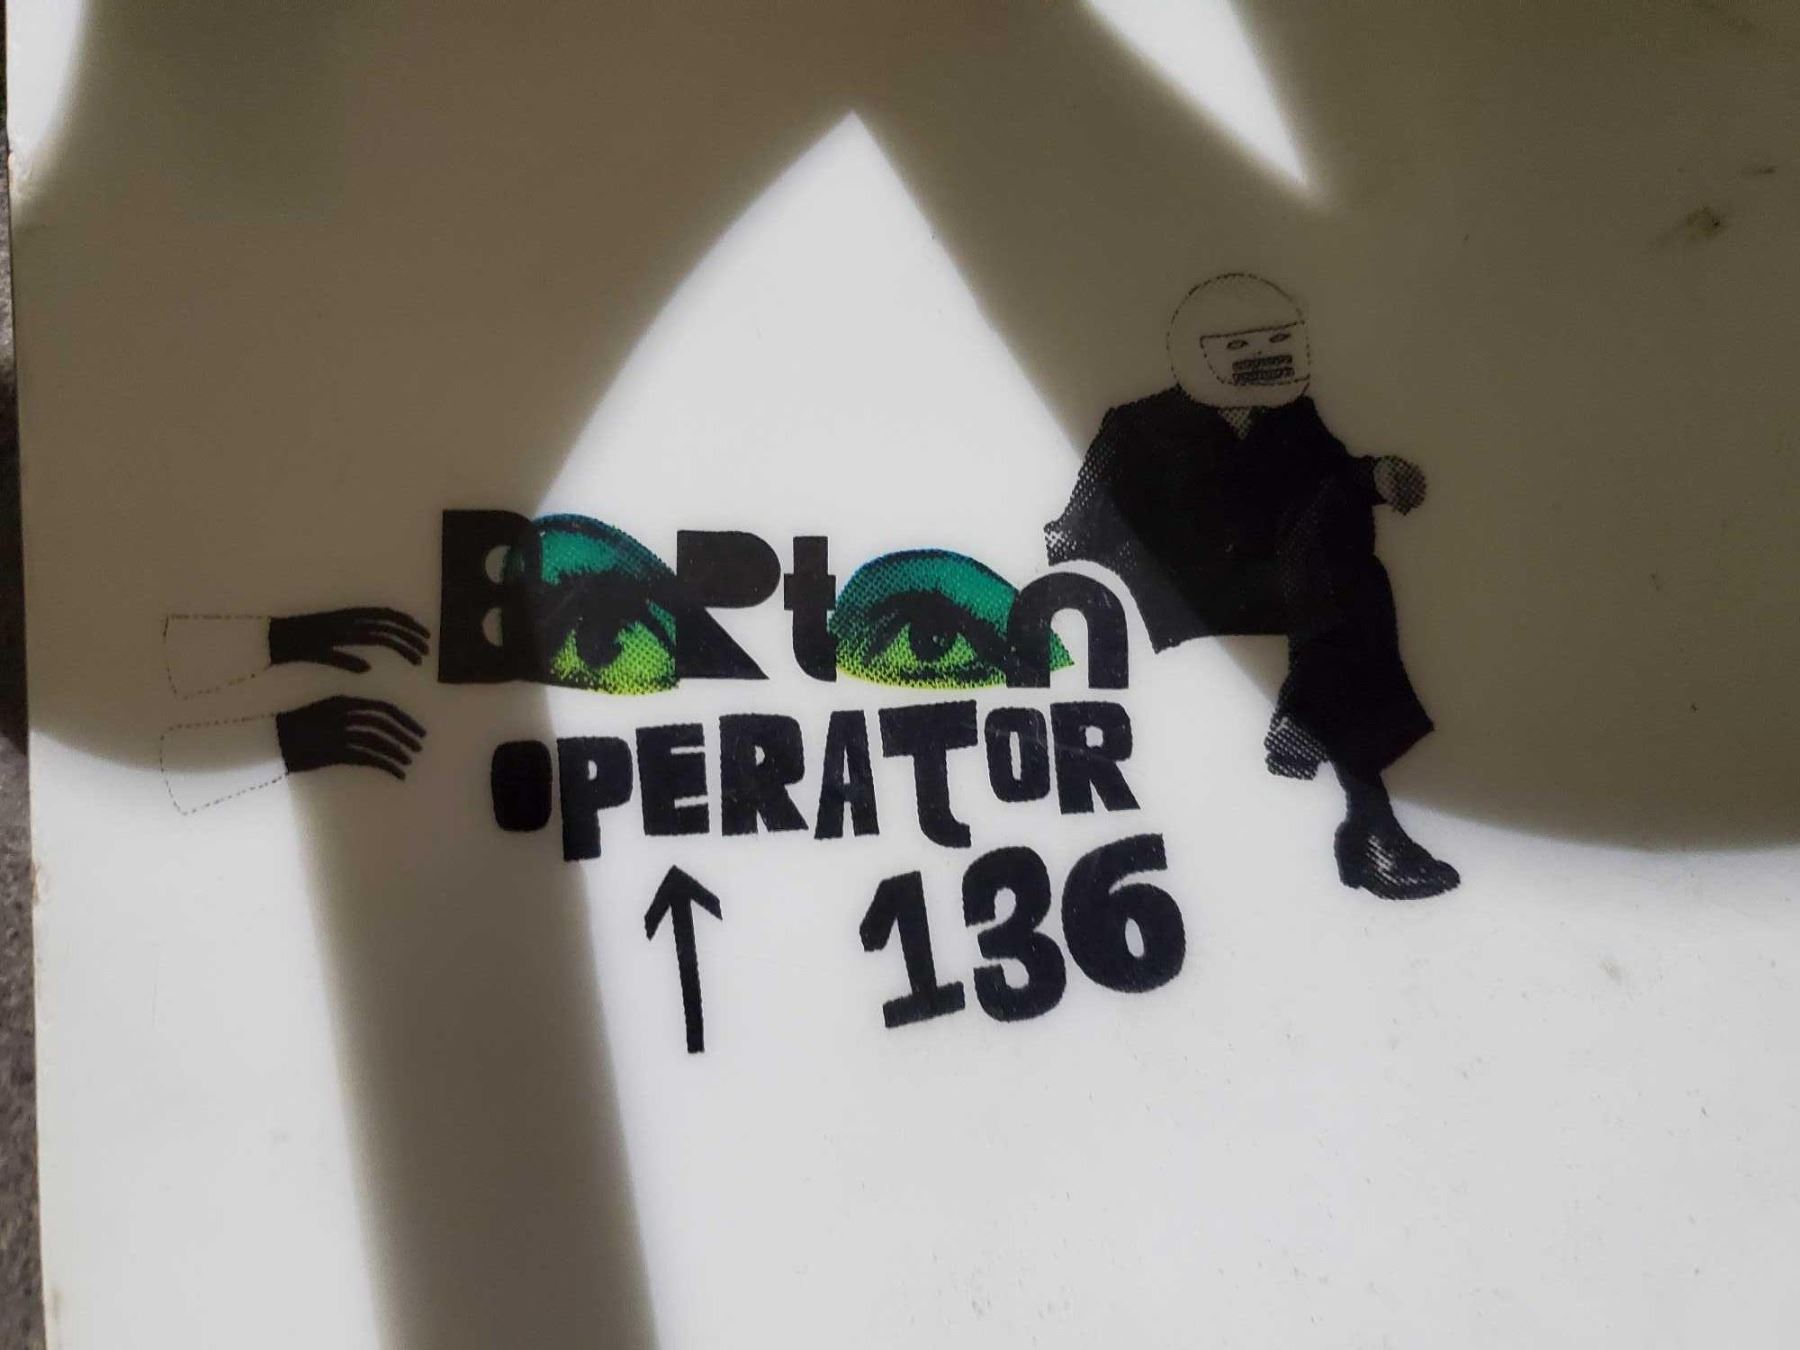 BuRton
OPERATOR
↑ 136